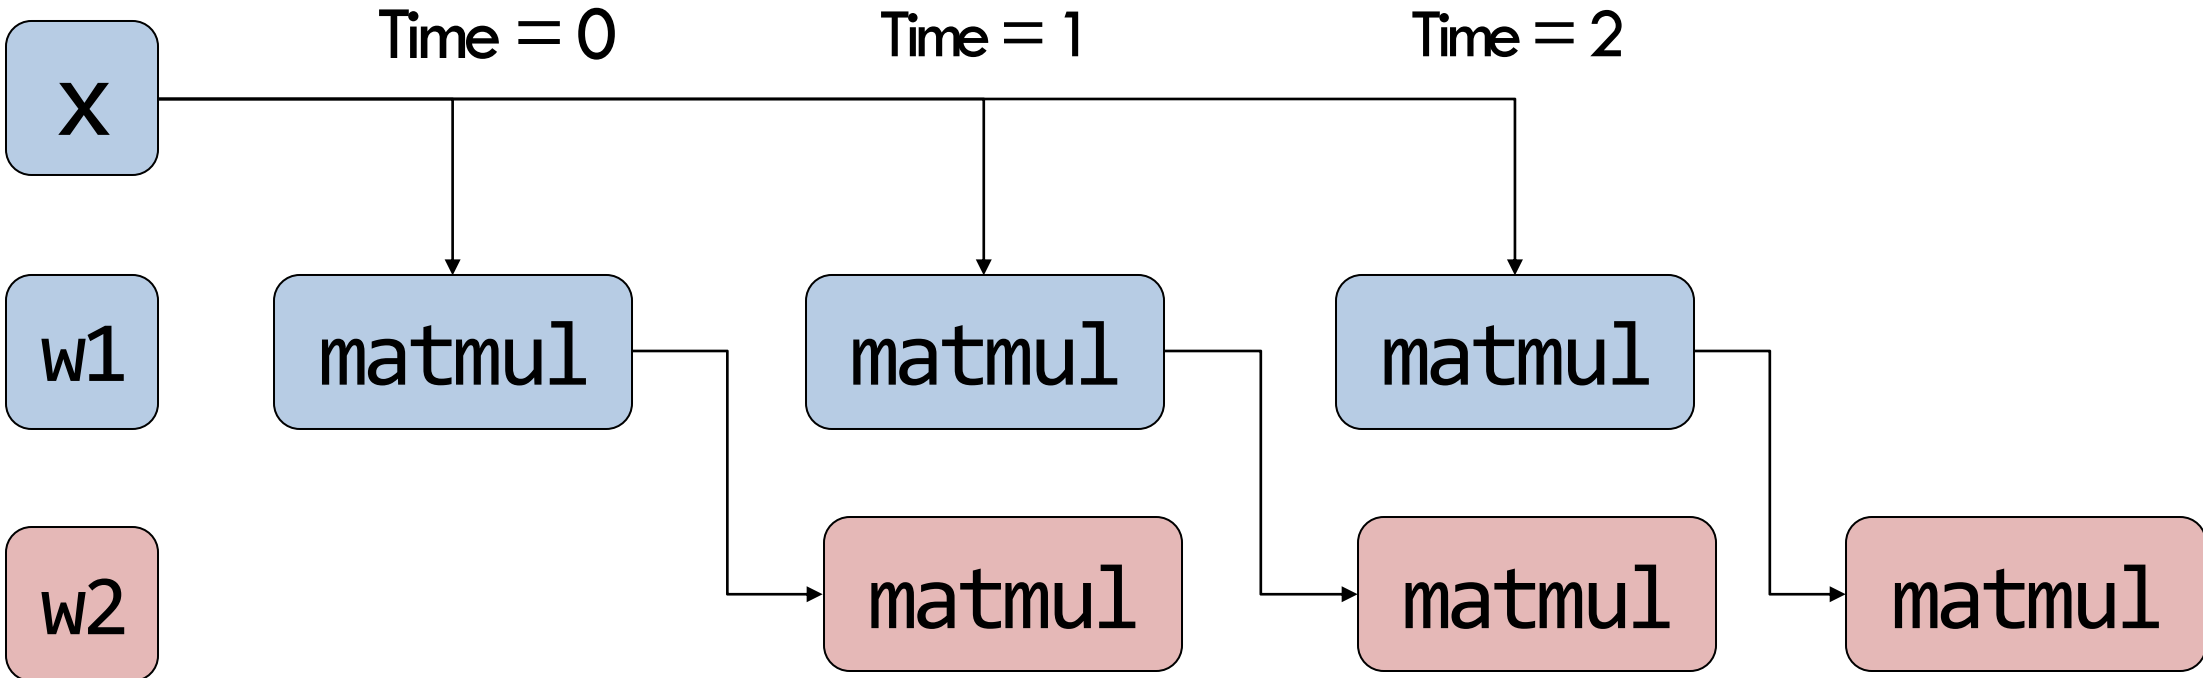 Time = 0 Time = 1 Time = 2
x
w1 matmul matmul matmul
w2 matmul matmul matmul